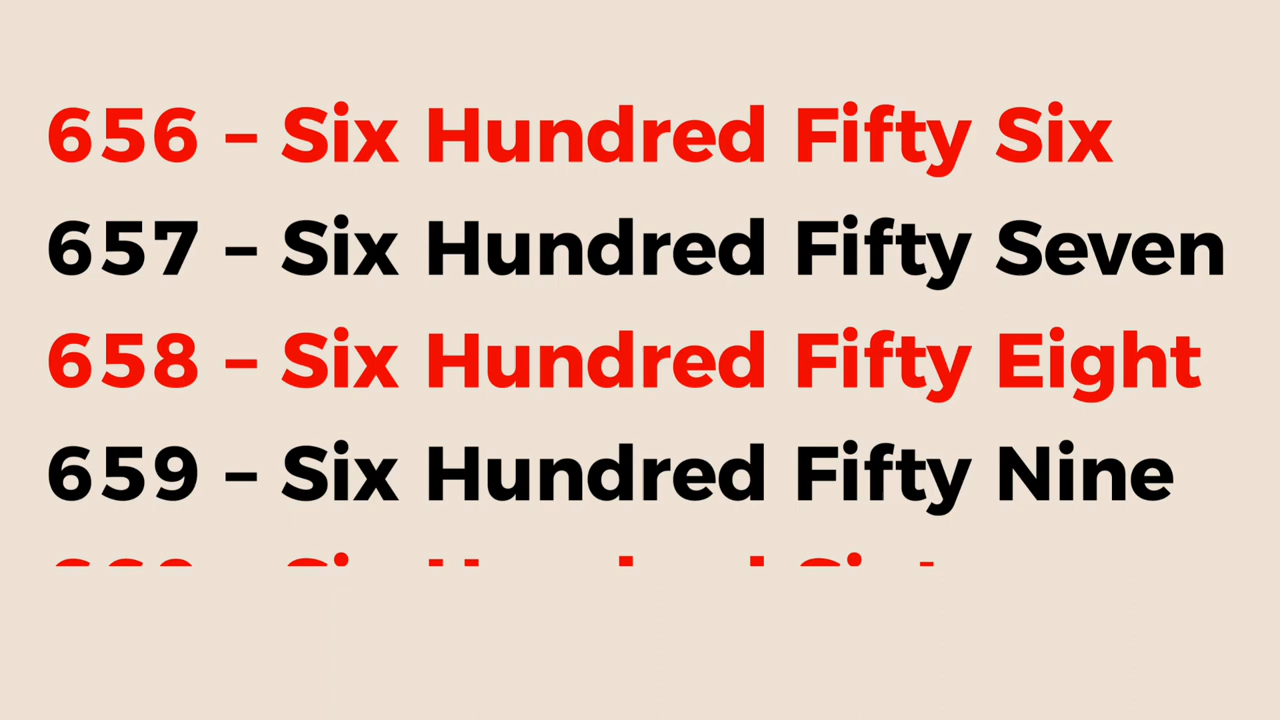 656 – Six Hundred Fifty Six
657 – Six Hundred Fifty Seven
658 – Six Hundred Fifty Eight
659 – Six Hundred Fifty Nine